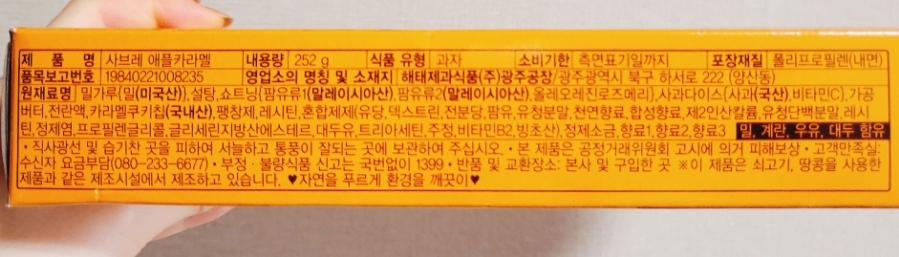 제 품 명 사브레 애플카라멜 내용량 252 g 식품 유형 과자 소비기한 측면표기일까지 포장재질 폴리프로필렌(내면)
품목보고번호 19840221008235 영업소의 명칭 및 소재지 해태제과식품(주)광주공장/광주광역시 북구 하서로 222 (양산동)
원재료명 밀가루(밀(미국산)),설탕,쇼트닝(팜유류1(말레이시아산),팜유류2(말레이시아산),올레오레진로즈메리),사과다이스(사과(국산),비타민C),가공
버터,전란액,카라멜쿠키칩(국내산),팽창제,레시틴,혼합제제(유당,덱스트린,전분당,팜유,유청분말,천연향료,합성향료,제2인산칼륨,유청단백분말,레시
틴,정제염,프로필렌글리콜,글리세린지방산에스테르,대두유,트리아세틴,주정,비타민B2,빙초산),정제소금,향료1,향료2,향료3 밀, 계란, 우유, 대두 함유
·직사광선 및 습기찬 곳을 피하여 서늘하고 통풍이 잘되는 곳에 보관하여 주십시오. ·본 제품은 공정거래위원회 고시에 의거 피해보상 ·고객만족실:
수신자 요금부담(080-233-6677) ·부정·불량식품 신고는 국번없이 1399 ·반품 및 교환장소: 본사 및 구입한 곳 ※이 제품은 쇠고기, 땅콩을 사용한
제품과 같은 제조시설에서 제조하고 있습니다. ♥자연을 푸르게 환경을 깨끗이♥